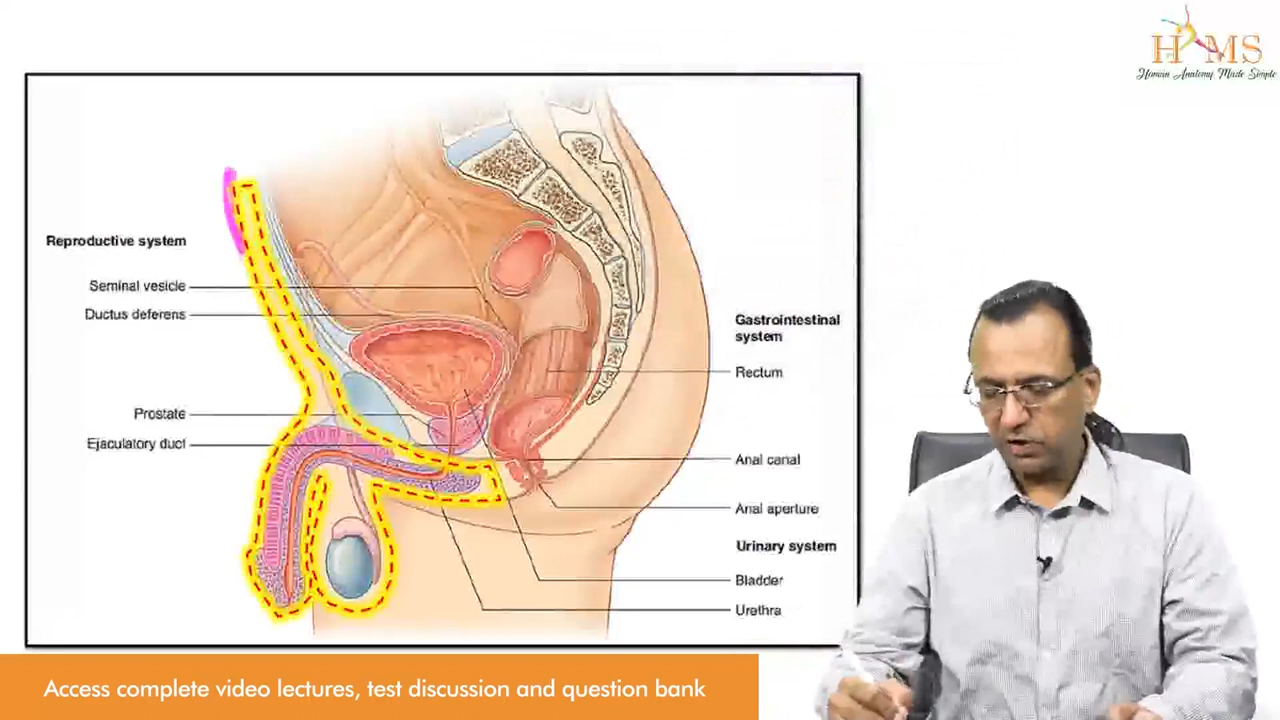 HAMS
Human Anatomy Made Simple
Reproductive system
Seminal vesicle
Ductus deferens
Prostate
Ejaculatory duct
Gastrointestinal
system
Rectum
Anal canal
Anal aperture
Urinary system
Bladder
Urethra
Access complete video lectures, test discussion and question bank